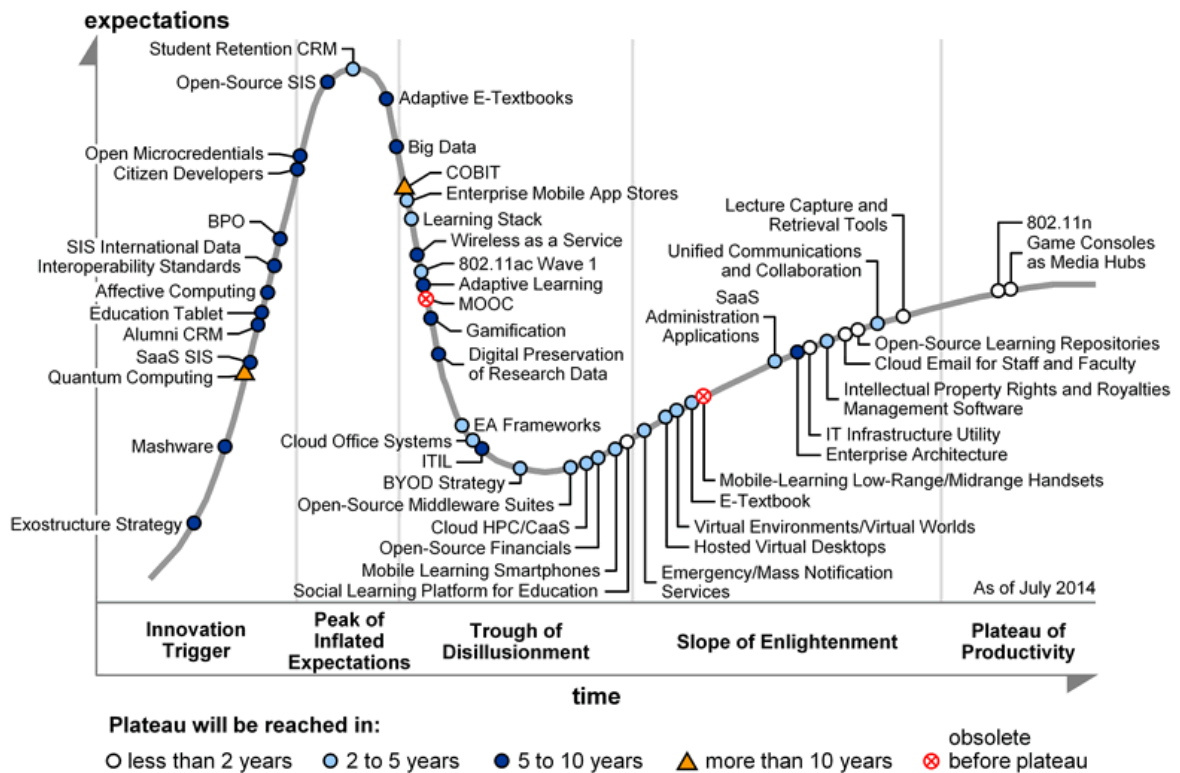 expectations
Student Retention CRM
Open-Source SIS
Adaptive E-Textbooks
Big Data
Open Microcredentials
Citizen Developers
COBIT
Enterprise Mobile App Stores
Learning Stack
BPO
Wireless as a Service
SIS International Data
Interoperability Standards
802.11ac Wave 1
Adaptive Learning
Affective Computing
MOOC
Education Tablet
Gamification
Alumni CRM
SaaS SIS
Digital Preservation
of Research Data
Quantum Computing
Mashware
Exostructure Strategy
EA Frameworks
Cloud Office Systems
ITIL
BYOD Strategy
Open-Source Middleware Suites
Cloud HPC/CaaS
Open-Source Financials
Mobile Learning Smartphones
Social Learning Platform for Education
Lecture Capture and
Retrieval Tools
Unified Communications
and Collaboration
SaaS
Administration
Applications
802.11n
Game Consoles
as Media Hubs
Open-Source Learning Repositories
Cloud Email for Staff and Faculty
Intellectual Property Rights and Royalties
Management Software
IT Infrastructure Utility
Enterprise Architecture
Mobile-Learning Low-Range/Midrange Handsets
E-Textbook
Virtual Environments/Virtual Worlds
Hosted Virtual Desktops
Emergency/Mass Notification
Services
As of July 2014
Innovation
Trigger
Peak of
Inflated
Expectations
Trough of
Disillusionment
Slope of Enlightenment
Plateau of
Productivity
time
Plateau will be reached in:
less than 2 years
2 to 5 years
5 to 10 years
more than 10 years
obsolete
before plateau